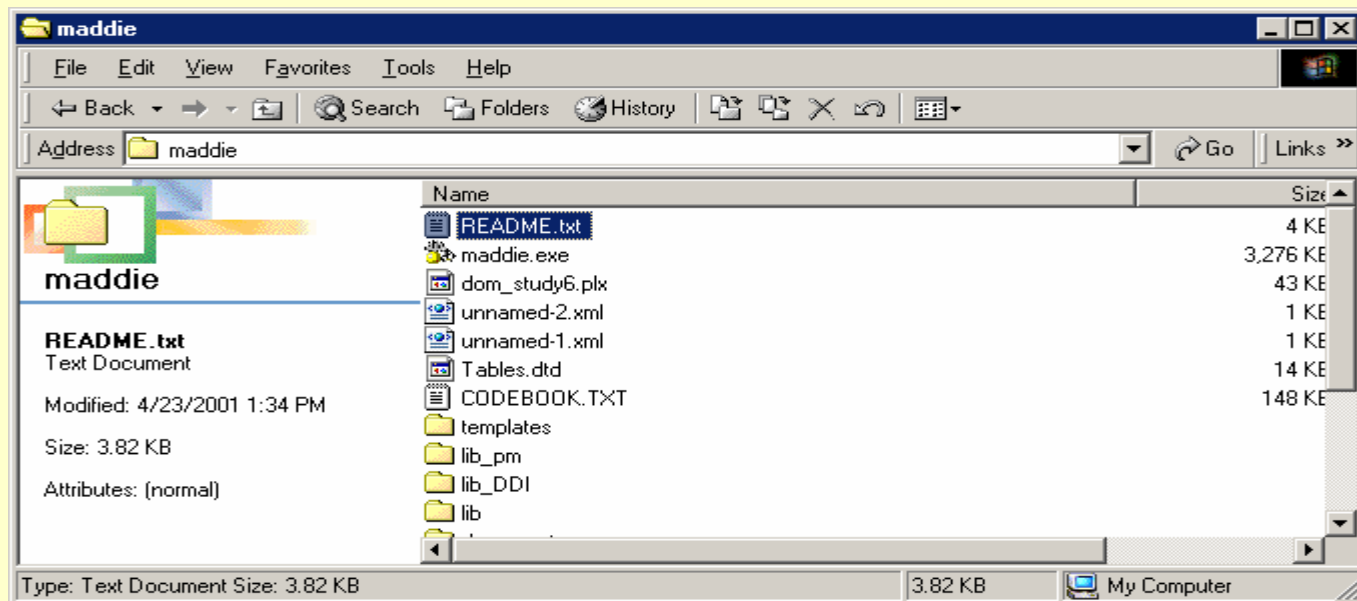 maddie
File Edit View Favorites Tools Help
Back Search Folders History
Address maddie Go Links »
Name Size
README.txt 4 KB
maddie.exe 3,276 KB
dom_study6.plx 43 KB
unnamed-2.xml 1 KB
unnamed-1.xml 1 KB
Tables.dtd 14 KB
CODEBOOK.TXT 148 KB
templates
lib_pm
lib_DDI
lib
maddie
README.txt
Text Document
Modified: 4/23/2001 1:34 PM
Size: 3.82 KB
Attributes: (normal)
Type: Text Document Size: 3.82 KB 3.82 KB My Computer